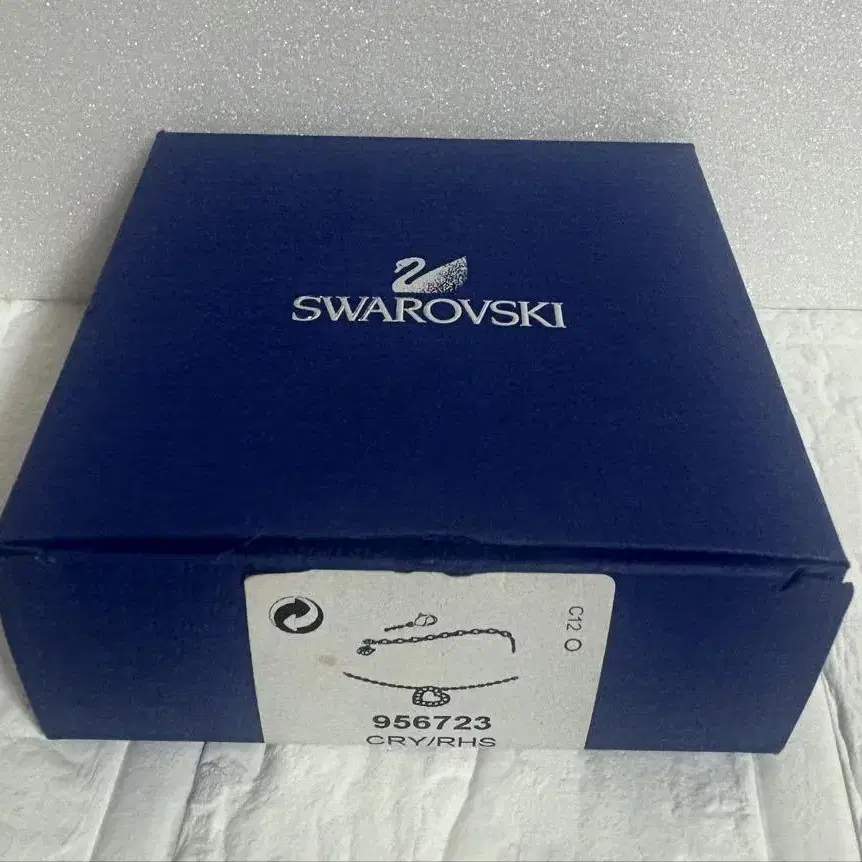 SWAROVSKI
C12 O
956723
CRY/RHS